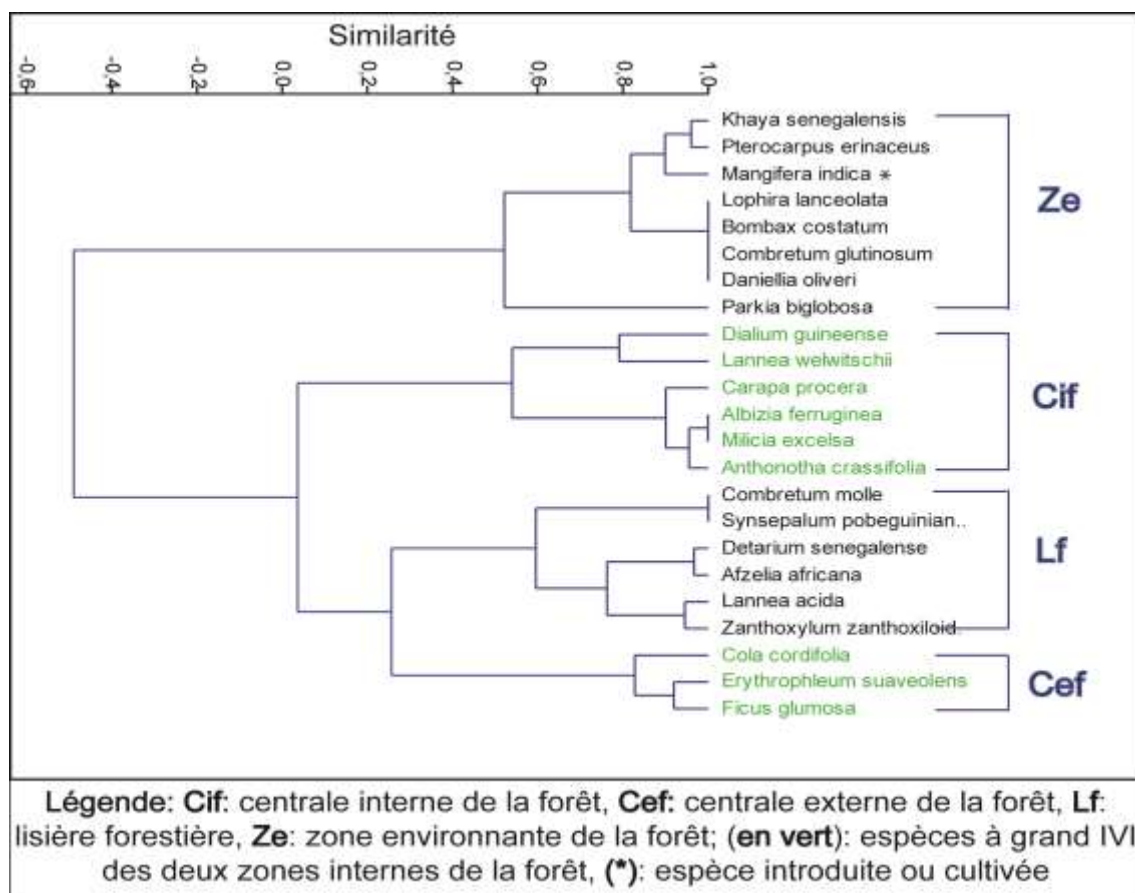 Similarité
-0,6 -0,4 -0,2 0,0 0,2 0,4 0,6 0,8 1,0
Khaya senegalensis
Pterocarpus erinaceus
Mangifera indica *
Lophira lanceolata
Bombax costatum
Combretum glutinosum
Daniellia oliveri
Parkia biglobosa
Ze
Dialium guineense
Lannea welwitschii
Carapa procera
Albizia ferruginea
Milicia excelsa
Anthonotha crassifolia
Cif
Combretum molle
Synsepalum pobeguinian..
Detarium senegalense
Afzelia africana
Lannea acida
Zanthoxylum zanthoxiloid.
Lf
Cola cordifolia
Erythrophleum suaveolens
Ficus glumosa
Cef
Légende: Cif: centrale interne de la forêt, Cef: centrale externe de la forêt, Lf:
lisière forestière, Ze: zone environnante de la forêt; (en vert): espèces à grand IVI
des deux zones internes de la forêt, (*): espèce introduite ou cultivée